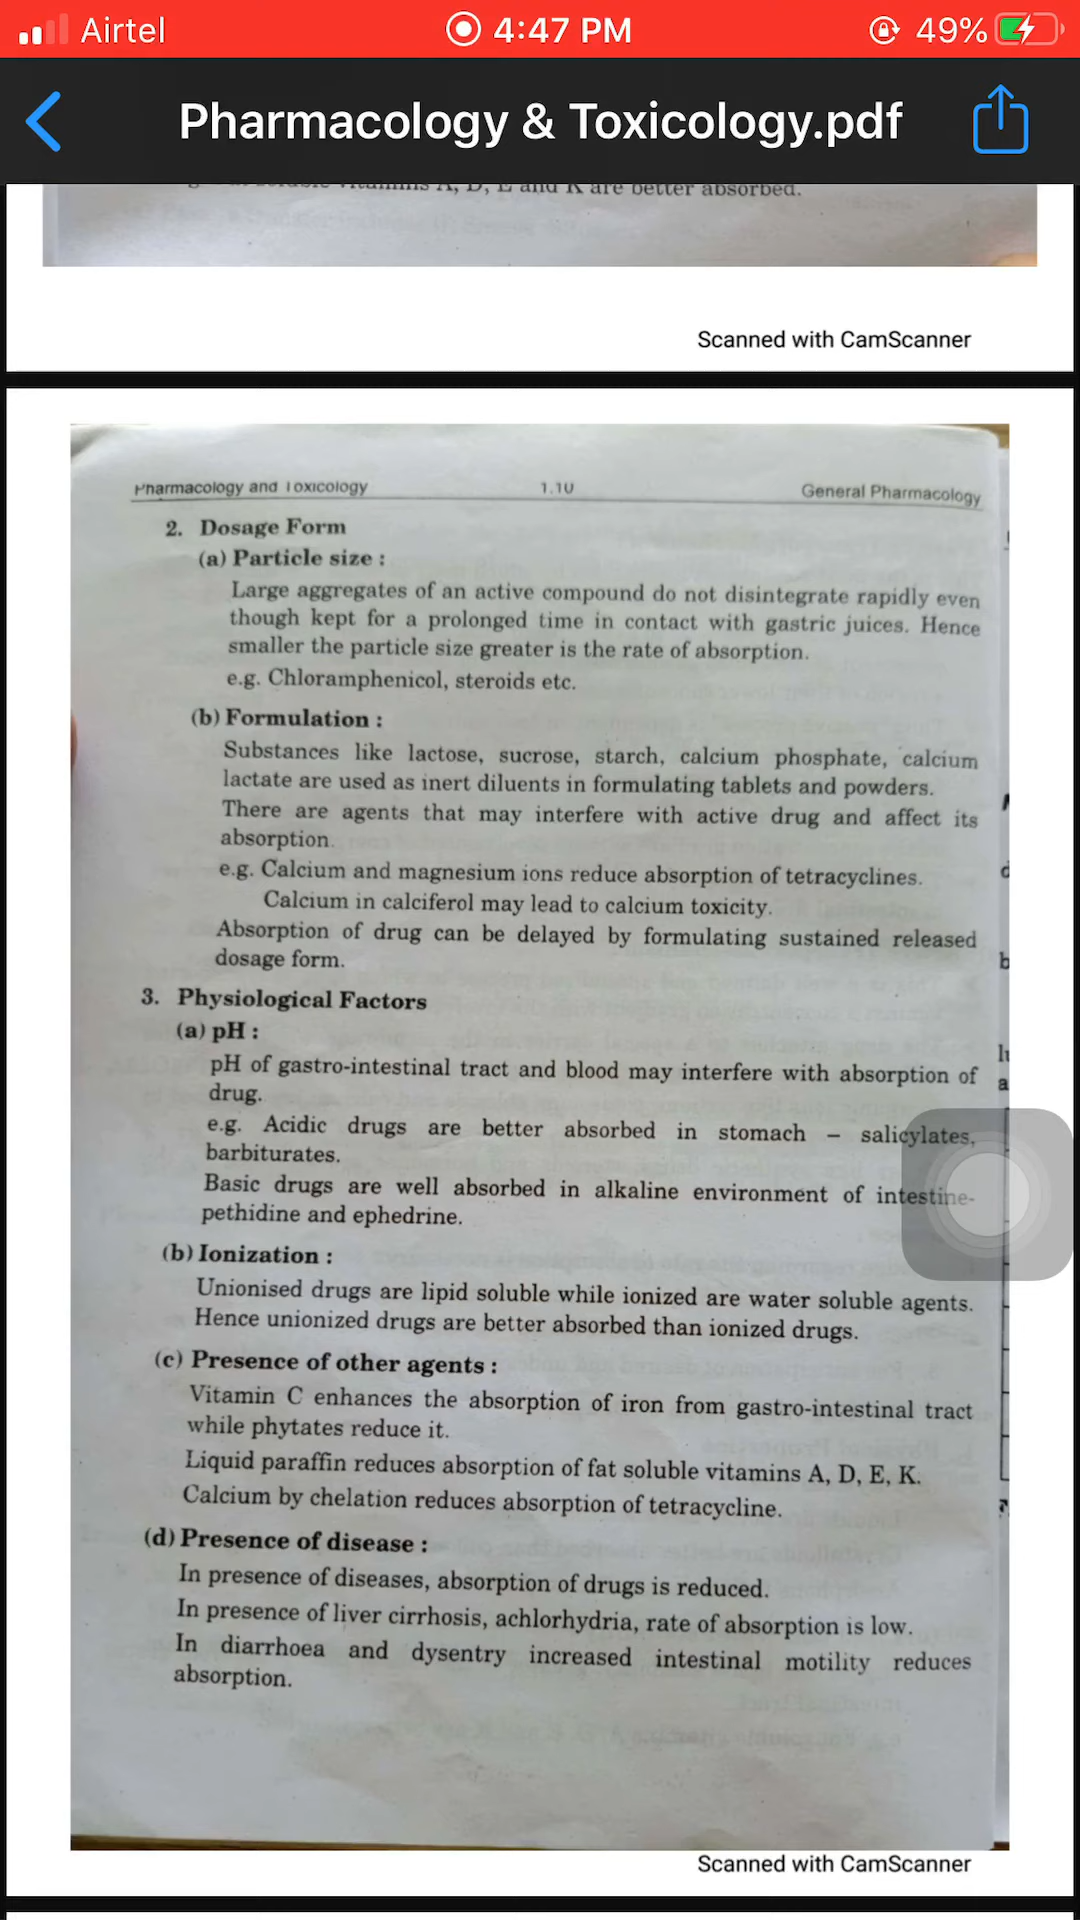 Airtel
4:47 PM
49%
Pharmacology & Toxicology.pdf
vitamins A, D, E and K are better absorbed.
Scanned with CamScanner
Pharmacology and Toxicology 1.10 General Pharmacology
2. Dosage Form
(a) Particle size :
Large aggregates of an active compound do not disintegrate rapidly even
though kept for a prolonged time in contact with gastric juices. Hence
smaller the particle size greater is the rate of absorption.
e.g. Chloramphenicol, steroids etc.
(b) Formulation :
Substances like lactose, sucrose, starch, calcium phosphate, calcium
lactate are used as inert diluents in formulating tablets and powders.
There are agents that may interfere with active drug and affect its
absorption.
e.g. Calcium and magnesium ions reduce absorption of tetracyclines.
Calcium in calciferol may lead to calcium toxicity.
Absorption of drug can be delayed by formulating sustained released
dosage form.
3. Physiological Factors
(a) pH :
pH of gastro-intestinal tract and blood may interfere with absorption of
drug.
e.g. Acidic drugs are better absorbed in stomach – salicylates,
barbiturates.
Basic drugs are well absorbed in alkaline environment of intestine-
pethidine and ephedrine.
(b) Ionization :
Unionised drugs are lipid soluble while ionized are water soluble agents.
Hence unionized drugs are better absorbed than ionized drugs.
(c) Presence of other agents :
Vitamin C enhances the absorption of iron from gastro-intestinal tract
while phytates reduce it.
Liquid paraffin reduces absorption of fat soluble vitamins A, D, E, K.
Calcium by chelation reduces absorption of tetracycline.
(d) Presence of disease :
In presence of diseases, absorption of drugs is reduced.
In presence of liver cirrhosis, achlorhydria, rate of absorption is low.
In diarrhoea and dysentry increased intestinal motility reduces
absorption.
Scanned with CamScanner